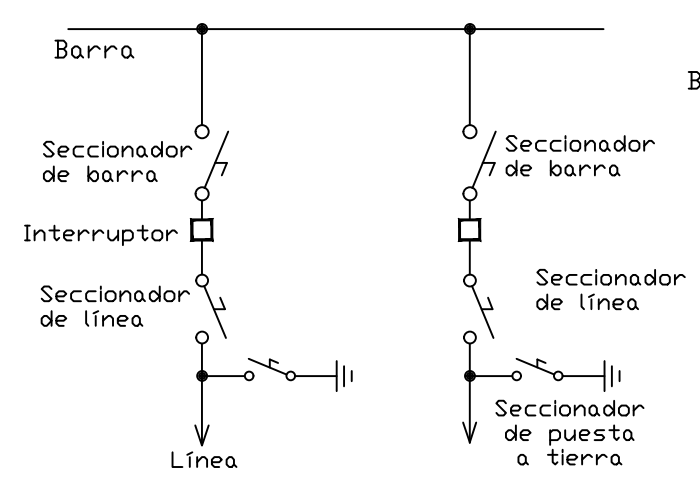 Barra
B
Seccionador
de barra
Seccionador
de barra
Interruptor
Seccionador
de línea
Seccionador
de línea
Línea
Seccionador
de puesta
a tierra